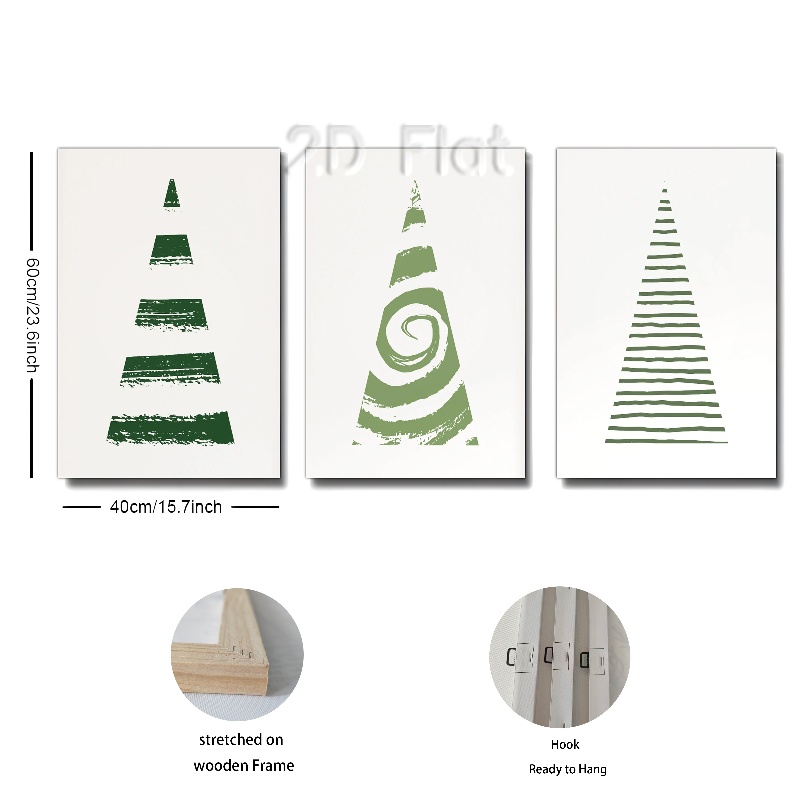 2D Flat
60cm/23.6inch
40cm/15.7inch
stretched on
wooden Frame
Hook
Ready to Hang